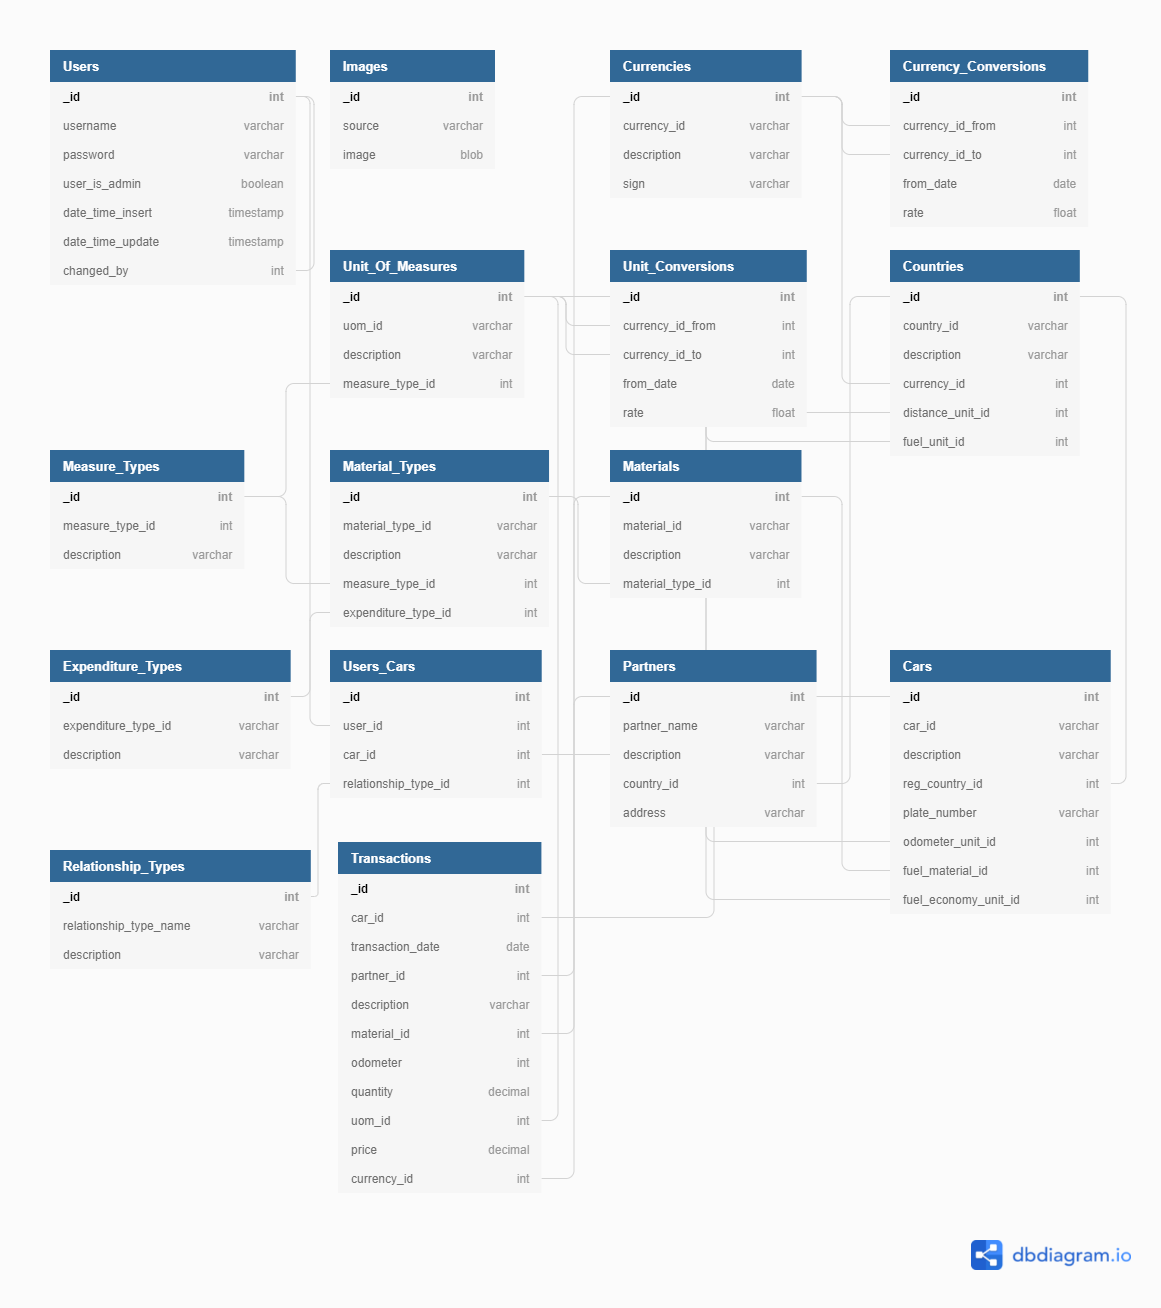 Users
_id int
username varchar
password varchar
user_is_admin boolean
date_time_insert timestamp
date_time_update timestamp
changed_by int
Images
_id int
source varchar
image blob
Currencies
_id int
currency_id varchar
description varchar
sign varchar
Currency_Conversions
_id int
currency_id_from int
currency_id_to int
from_date date
rate float
Unit_Of_Measures
_id int
uom_id varchar
description varchar
measure_type_id int
Unit_Conversions
_id int
currency_id_from int
currency_id_to int
from_date date
rate float
Countries
_id int
country_id varchar
description varchar
currency_id int
distance_unit_id int
fuel_unit_id int
Measure_Types
_id int
measure_type_id int
description varchar
Material_Types
_id int
material_type_id varchar
description varchar
measure_type_id int
expenditure_type_id int
Materials
_id int
material_id varchar
description varchar
material_type_id int
Expenditure_Types
_id int
expenditure_type_id varchar
description varchar
Users_Cars
_id int
user_id int
car_id int
relationship_type_id int
Partners
_id int
partner_name varchar
description varchar
country_id int
address varchar
Cars
_id int
car_id varchar
description varchar
reg_country_id int
plate_number varchar
odometer_unit_id int
fuel_material_id int
fuel_economy_unit_id int
Relationship_Types
_id int
relationship_type_name varchar
description varchar
Transactions
_id int
car_id int
transaction_date date
partner_id int
description varchar
material_id int
odometer int
quantity decimal
uom_id int
price decimal
currency_id int
dbdiagram.io